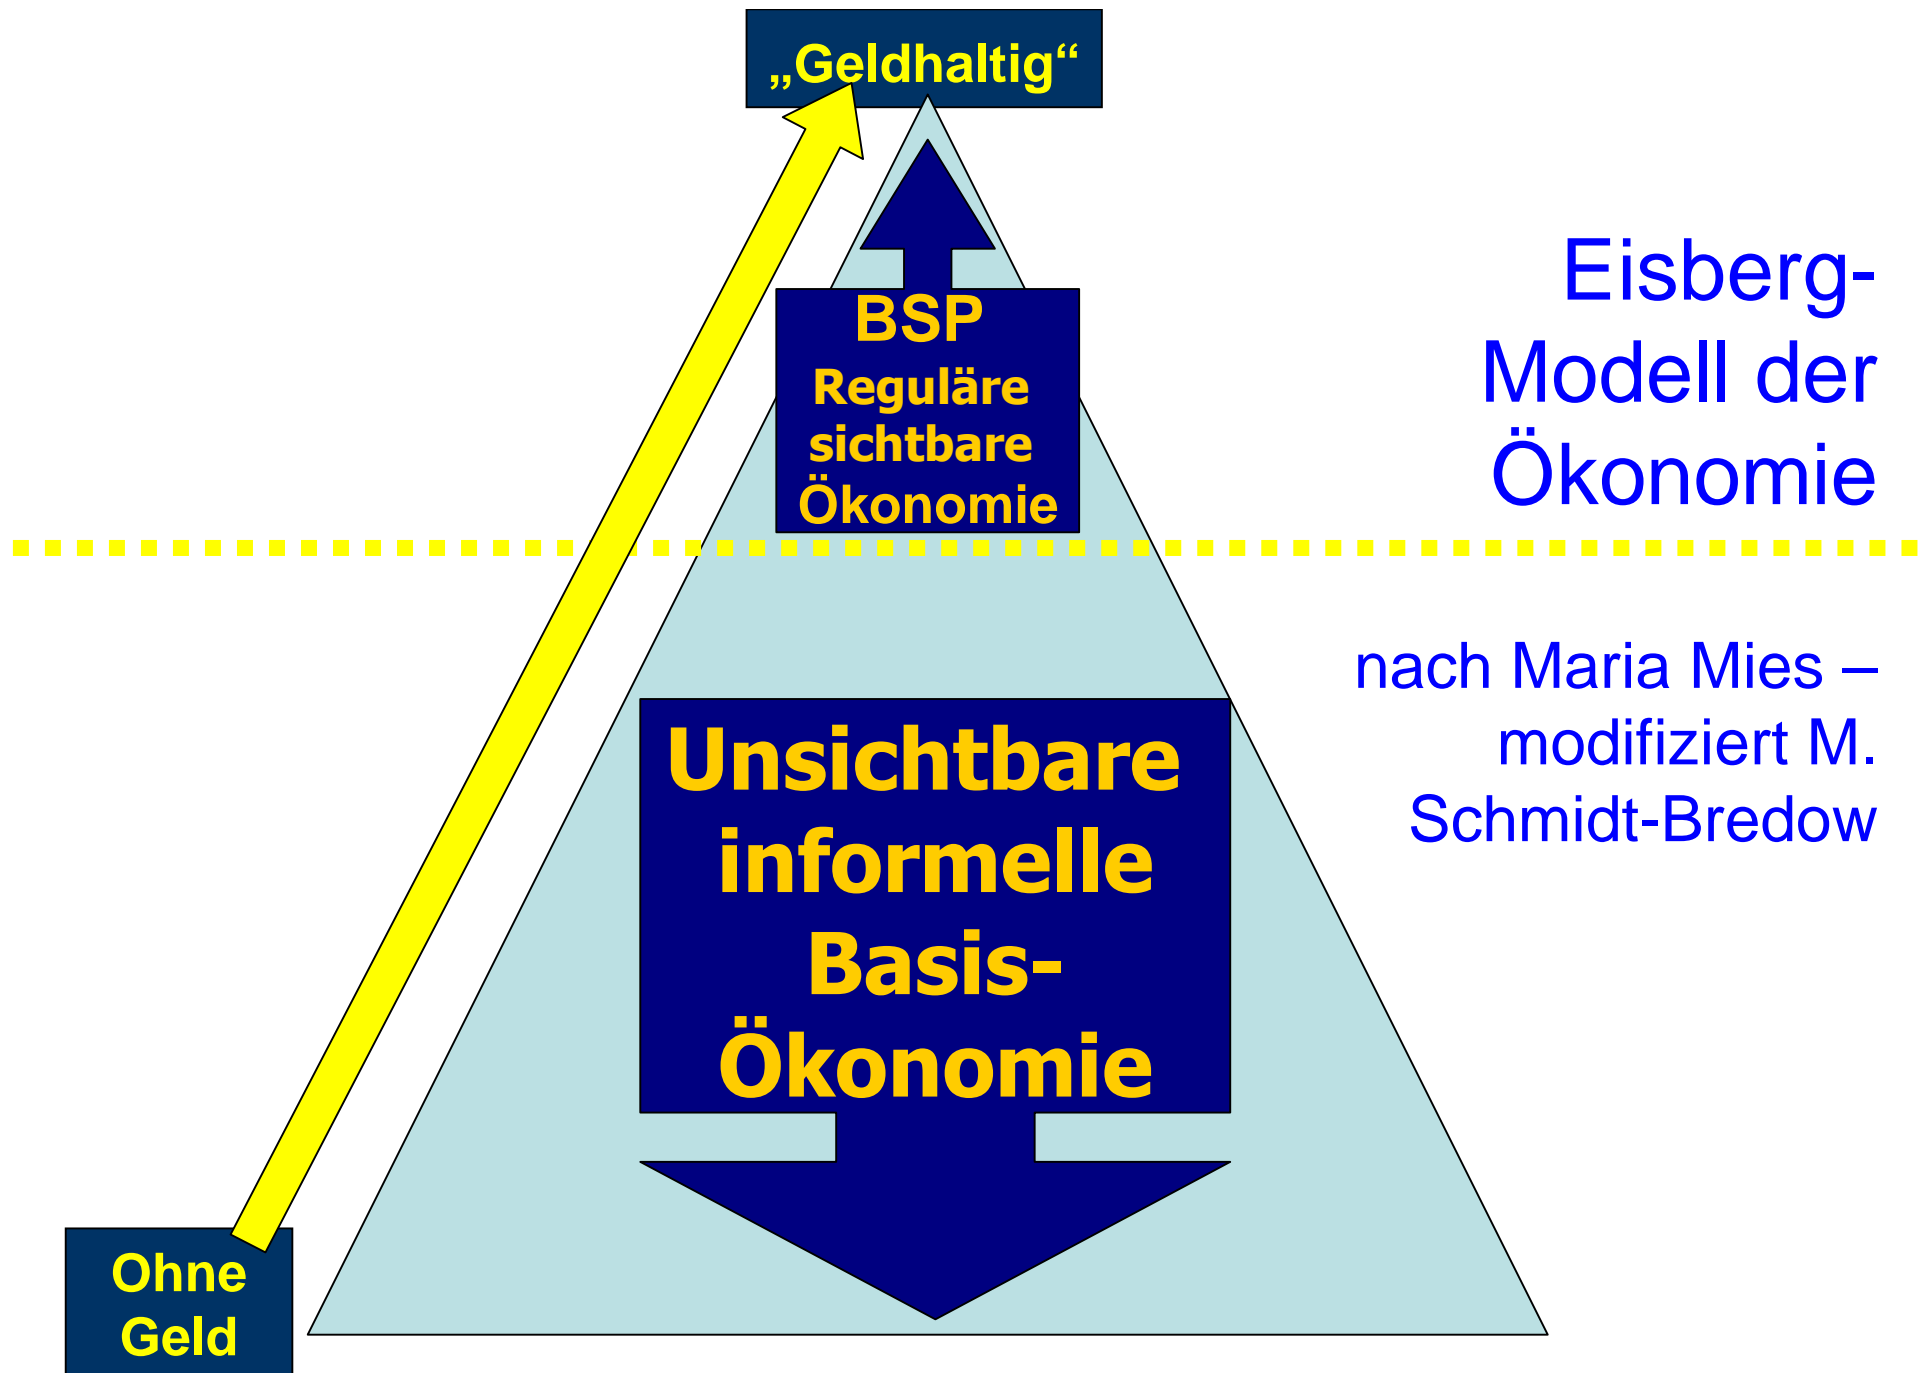 „Geldhaltig“
BSP
Reguläre
sichtbare
Ökonomie
Eisberg-
Modell der
Ökonomie
nach Maria Mies –
modifiziert M.
Schmidt-Bredow
Unsichtbare
informelle
Basis-
Ökonomie
Ohne
Geld